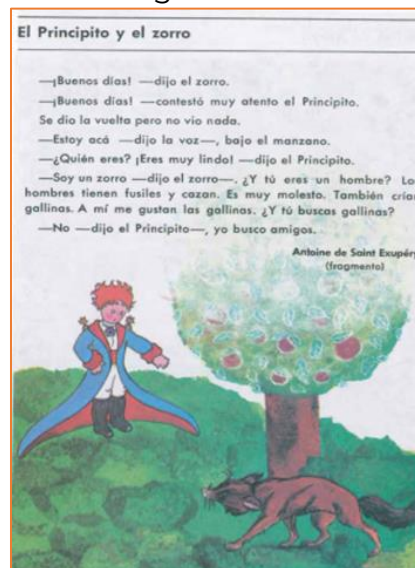 El Principito y el zorro
—¡Buenos días! —dijo el zorro.
—¡Buenos días! —contestó muy atento el Principito.
Se dio la vuelta pero no vio nada.
—Estoy acá —dijo la voz—, bajo el manzano.
—¿Quién eres? ¡Eres muy lindo! —dijo el Principito.
—Soy un zorro —dijo el zorro—. ¿Y tú eres un hombre? Lo
hombres tienen fusiles y cazan. Es muy molesto. También crían
gallinas. A mí me gustan las gallinas. ¿Y tú buscas gallinas?
—No —dijo el Principito—, yo busco amigos.
Antoine de Saint Exupéry
(fragmento)